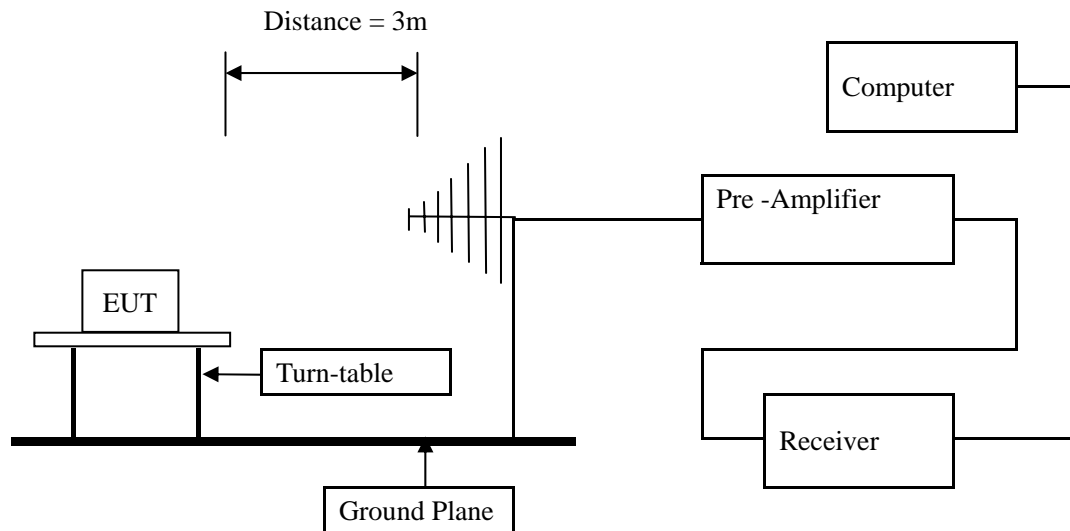 Distance = 3m
Computer
Pre -Amplifier
EUT
Turn-table
Receiver
Ground Plane